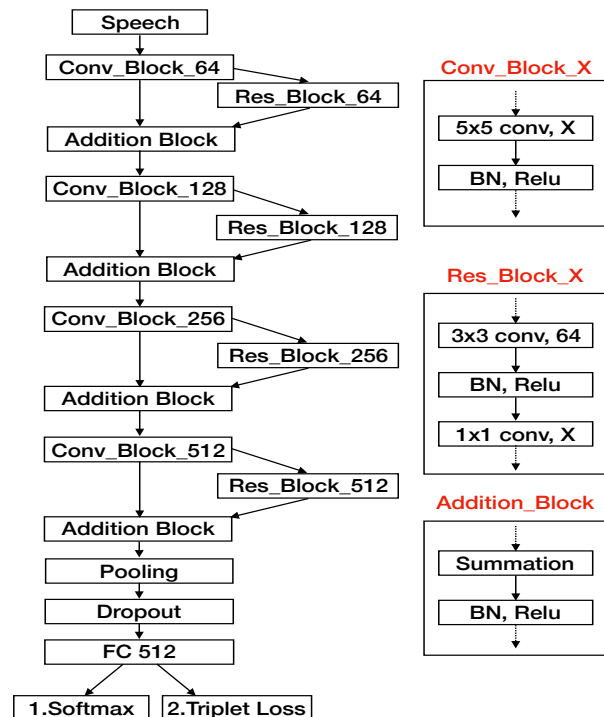 Speech
Conv_Block_64
Res_Block_64
Addition Block
Conv_Block_128
Res_Block_128
Addition Block
Conv_Block_256
Res_Block_256
Addition Block
Conv_Block_512
Res_Block_512
Addition Block
Pooling
Dropout
FC 512
1.Softmax
2.Triplet Loss
Conv_Block_X
5x5 conv, X
BN, Relu
Res_Block_X
3x3 conv, 64
BN, Relu
1x1 conv, X
Addition_Block
Summation
BN, Relu